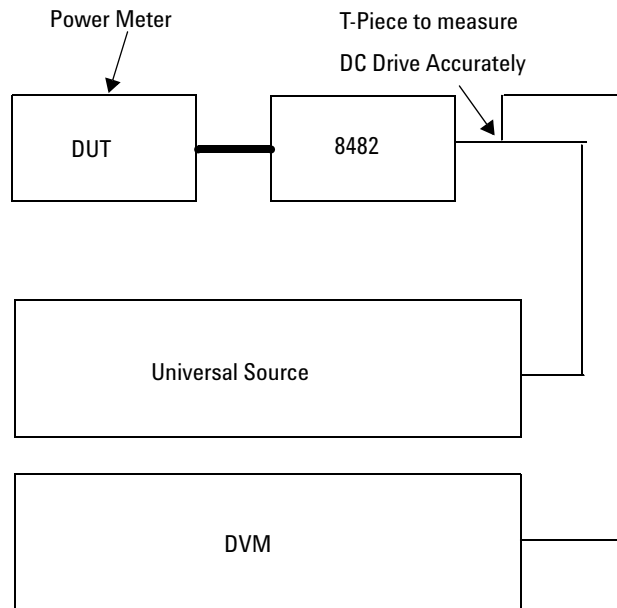 Power Meter
T-Piece to measure
DC Drive Accurately
DUT
8482
Universal Source
DVM